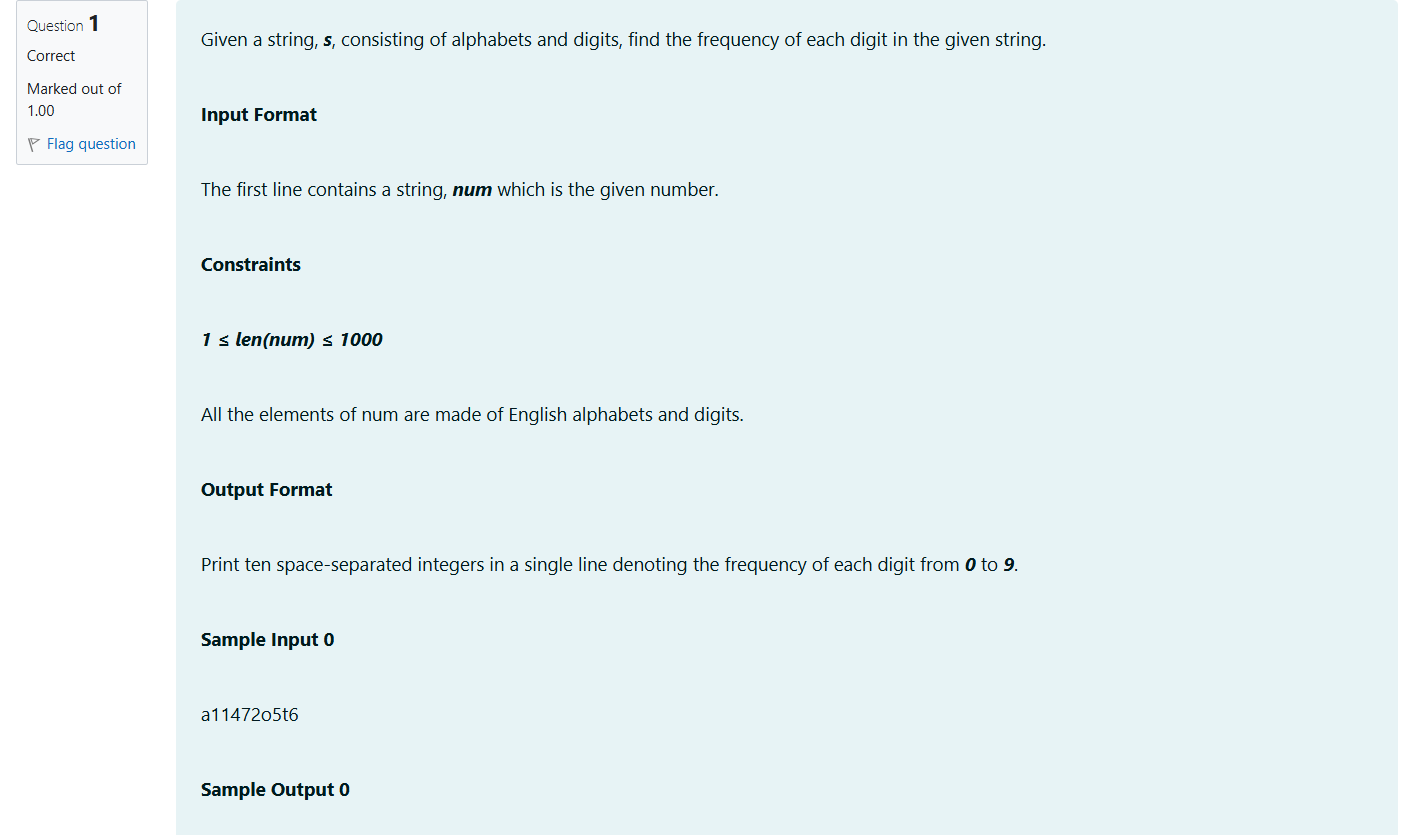 Question 1
Correct
Marked out of
1.00
Flag question
Given a string, s, consisting of alphabets and digits, find the frequency of each digit in the given string.
Input Format
The first line contains a string, num which is the given number.
Constraints
1 ≤ len(num) ≤ 1000
All the elements of num are made of English alphabets and digits.
Output Format
Print ten space-separated integers in a single line denoting the frequency of each digit from 0 to 9.
Sample Input 0
a11472o5t6
Sample Output 0